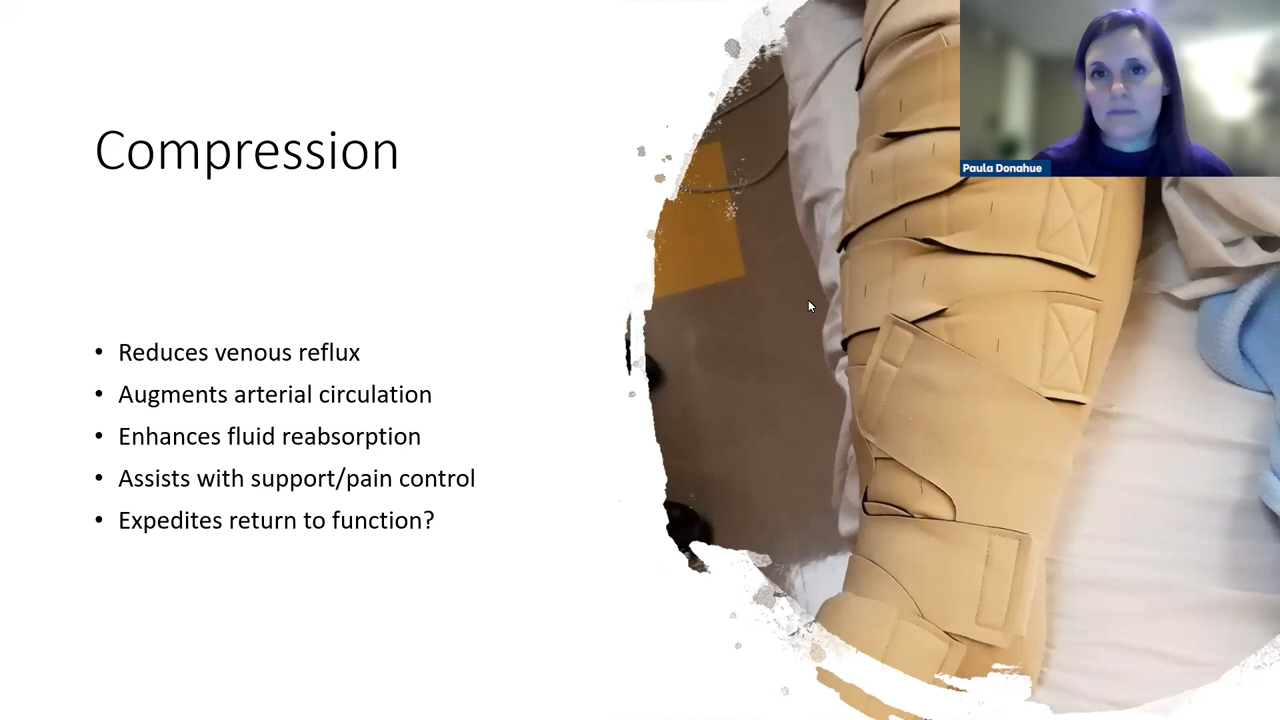 Compression
• Reduces venous reflux
• Augments arterial circulation
• Enhances fluid reabsorption
• Assists with support/pain control
• Expedites return to function?
Paula Donahue